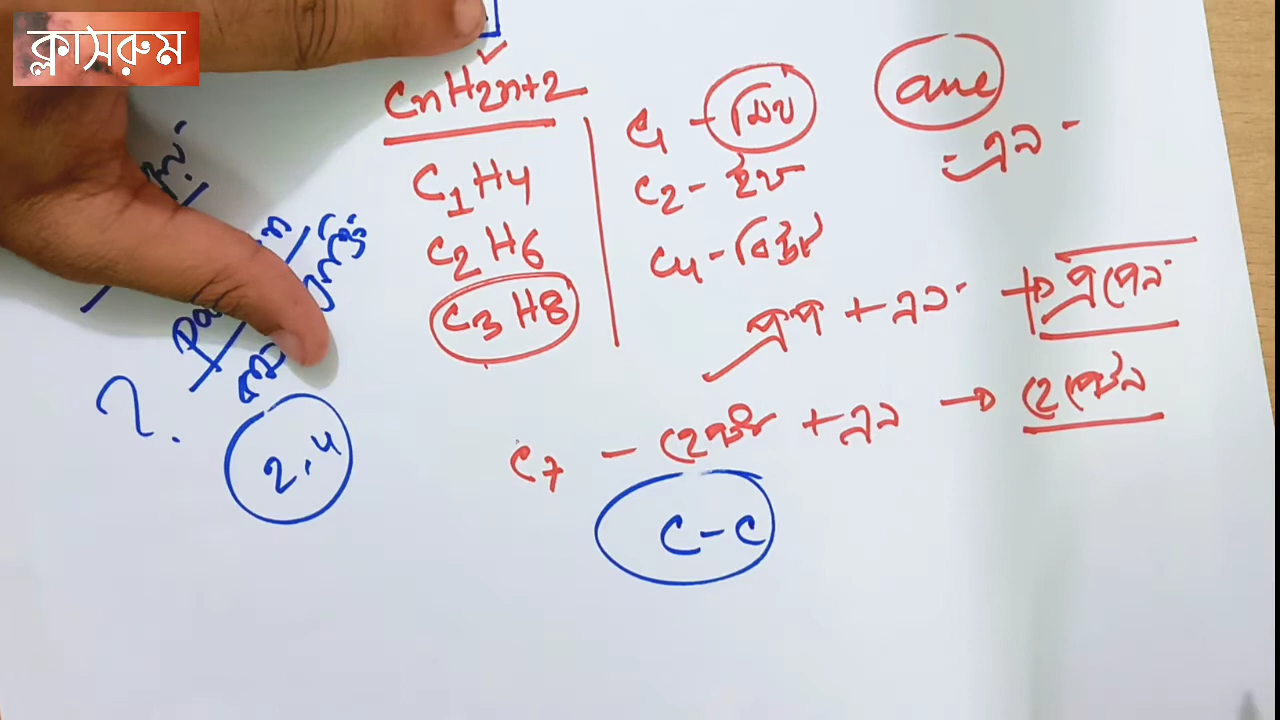 ক্লাসরুম
CnH2n+2
C1H4
C2H6
C3H8
C1 - মিথ
C2 - ইথ
C4 - বিউট
ane
- এন -
প্রপ + এন → প্রপেন
C7 - হেপ্ট + এন → হেপ্টেন
C-C
?
2.4